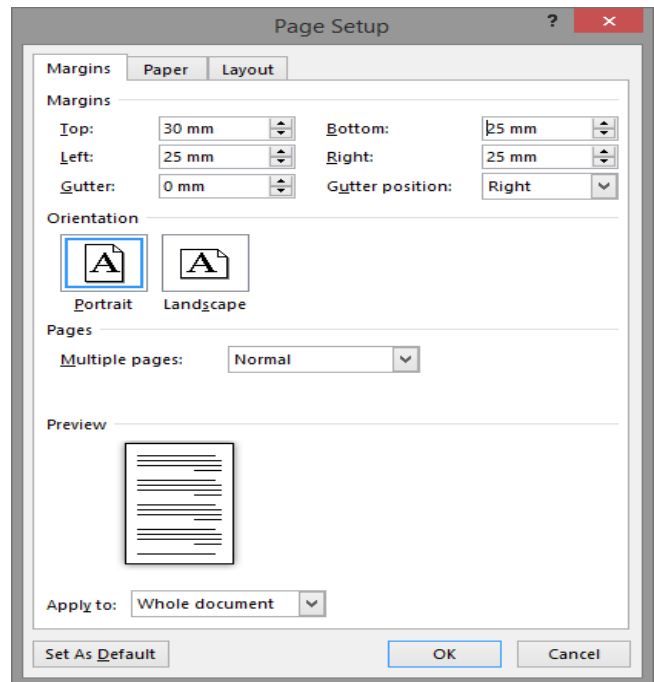 Page Setup ?
Margins Paper Layout
Margins
Top: 30 mm Bottom: 25 mm
Left: 25 mm Right: 25 mm
Gutter: 0 mm Gutter position: Right
Orientation
A A
Portrait Landscape
Pages
Multiple pages: Normal
Preview
Apply to: Whole document
Set As Default OK Cancel